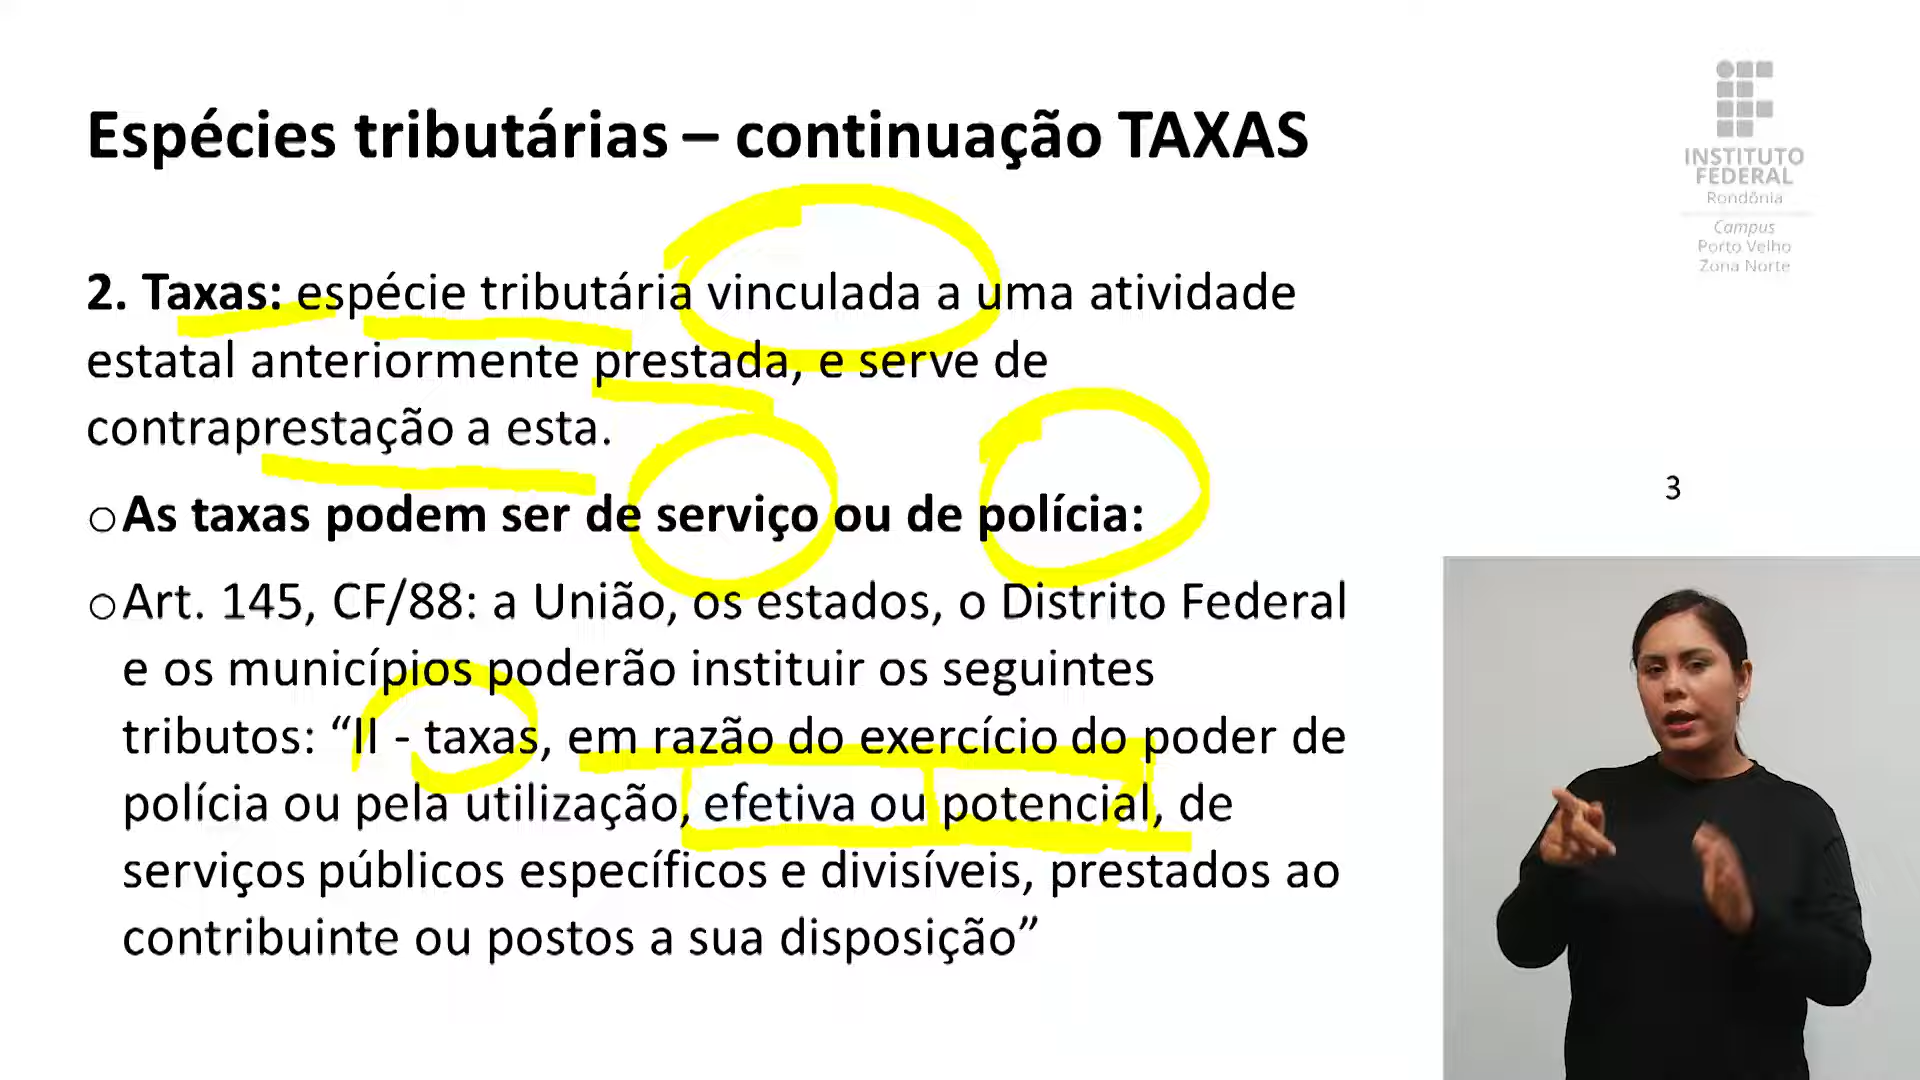 Espécies tributárias – continuação TAXAS
INSTITUTO
FEDERAL
Rondônia
Campus
Porto Velho
Zona Norte
2. Taxas: espécie tributária vinculada a uma atividade
estatal anteriormente prestada, e serve de
contraprestação a esta.
3
○As taxas podem ser de serviço ou de polícia:
○Art. 145, CF/88: a União, os estados, o Distrito Federal
e os municípios poderão instituir os seguintes
tributos: “II - taxas, em razão do exercício do poder de
polícia ou pela utilização, efetiva ou potencial, de
serviços públicos específicos e divisíveis, prestados ao
contribuinte ou postos a sua disposição”